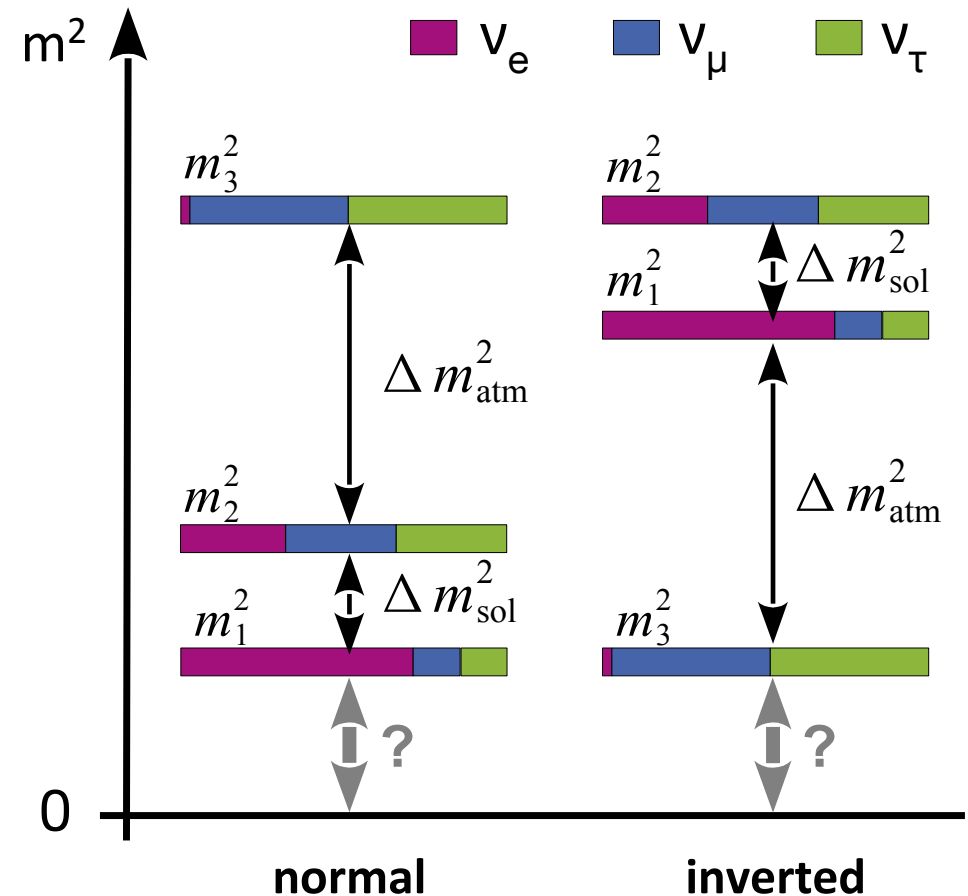 m²
ν_e ν_μ ν_τ
m₃²
m₂²
Δ m²_sol
m₁²
Δ m²_atm
m₂²
Δ m²_atm
Δ m²_sol
m₁²
m₃²
? ?
0
normal inverted